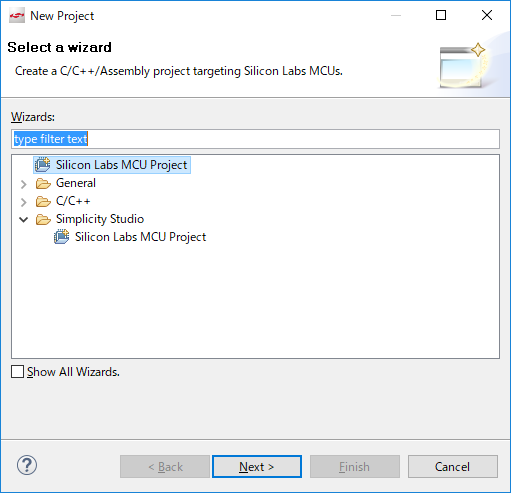 New Project
Select a wizard
Create a C/C++/Assembly project targeting Silicon Labs MCUs.
Wizards:
type filter text
Silicon Labs MCU Project
General
C/C++
Simplicity Studio
Silicon Labs MCU Project
Show All Wizards.
? < Back Next > Finish Cancel